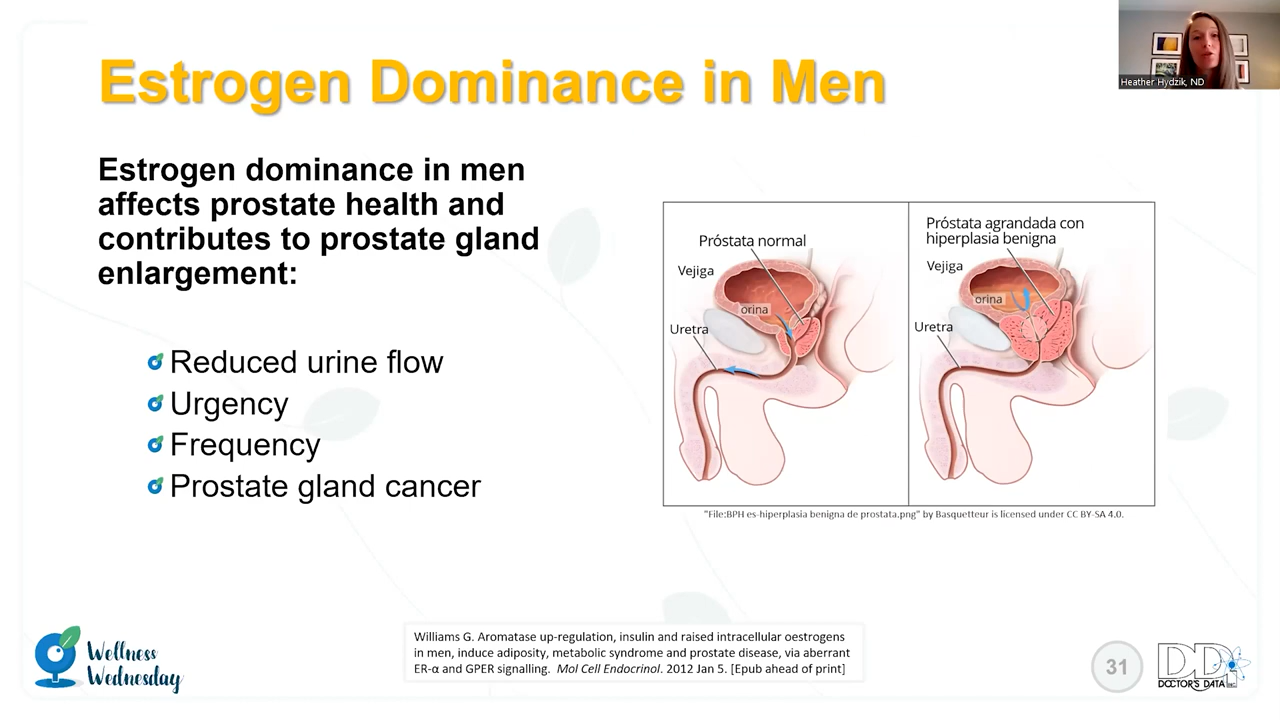 Estrogen Dominance in Men
Heather Hydzik, ND
Estrogen dominance in men
affects prostate health and
contributes to prostate gland
enlargement:
Reduced urine flow
Urgency
Frequency
Prostate gland cancer
Próstata normal
Vejiga
orina
Uretra
Próstata agrandada con
hiperplasia benigna
Vejiga
orina
Uretra
"File:BPH es-hiperplasia benigna de prostata.png" by Basquetteur is licensed under CC BY-SA 4.0.
Wellness
Wednesday
Williams G. Aromatase up-regulation, insulin and raised intracellular oestrogens
in men, induce adiposity, metabolic syndrome and prostate disease, via aberrant
ER-α and GPER signalling. Mol Cell Endocrinol. 2012 Jan 5. [Epub ahead of print]
31
DDI
DOCTOR'S DATA